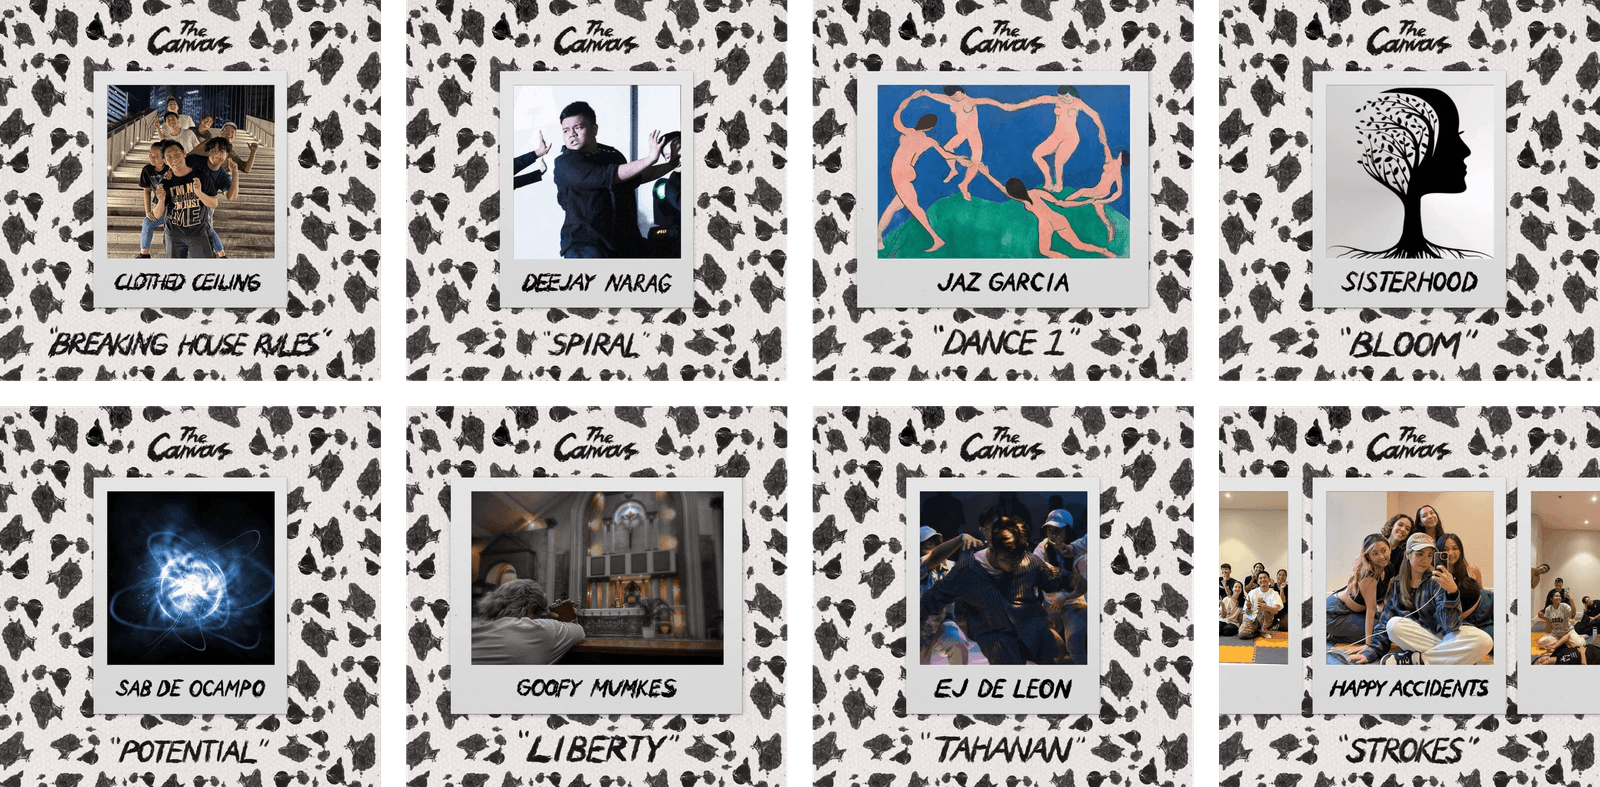 The
Canvas
CLOTHED CEILING
"BREAKING HOUSE RULES"
The
Canvas
DEEJAY NARAG
"SPIRAL"
The
Canvas
JAZ GARCIA
"DANCE 1"
The
Canvas
SISTERHOOD
"BLOOM"
The
Canvas
SAB DE OCAMPO
"POTENTIAL"
The
Canvas
GOOFY MUMKES
"LIBERTY"
The
Canvas
EJ DE LEON
"TAHANAN"
The
Canvas
HAPPY ACCIDENTS
"STROKES"